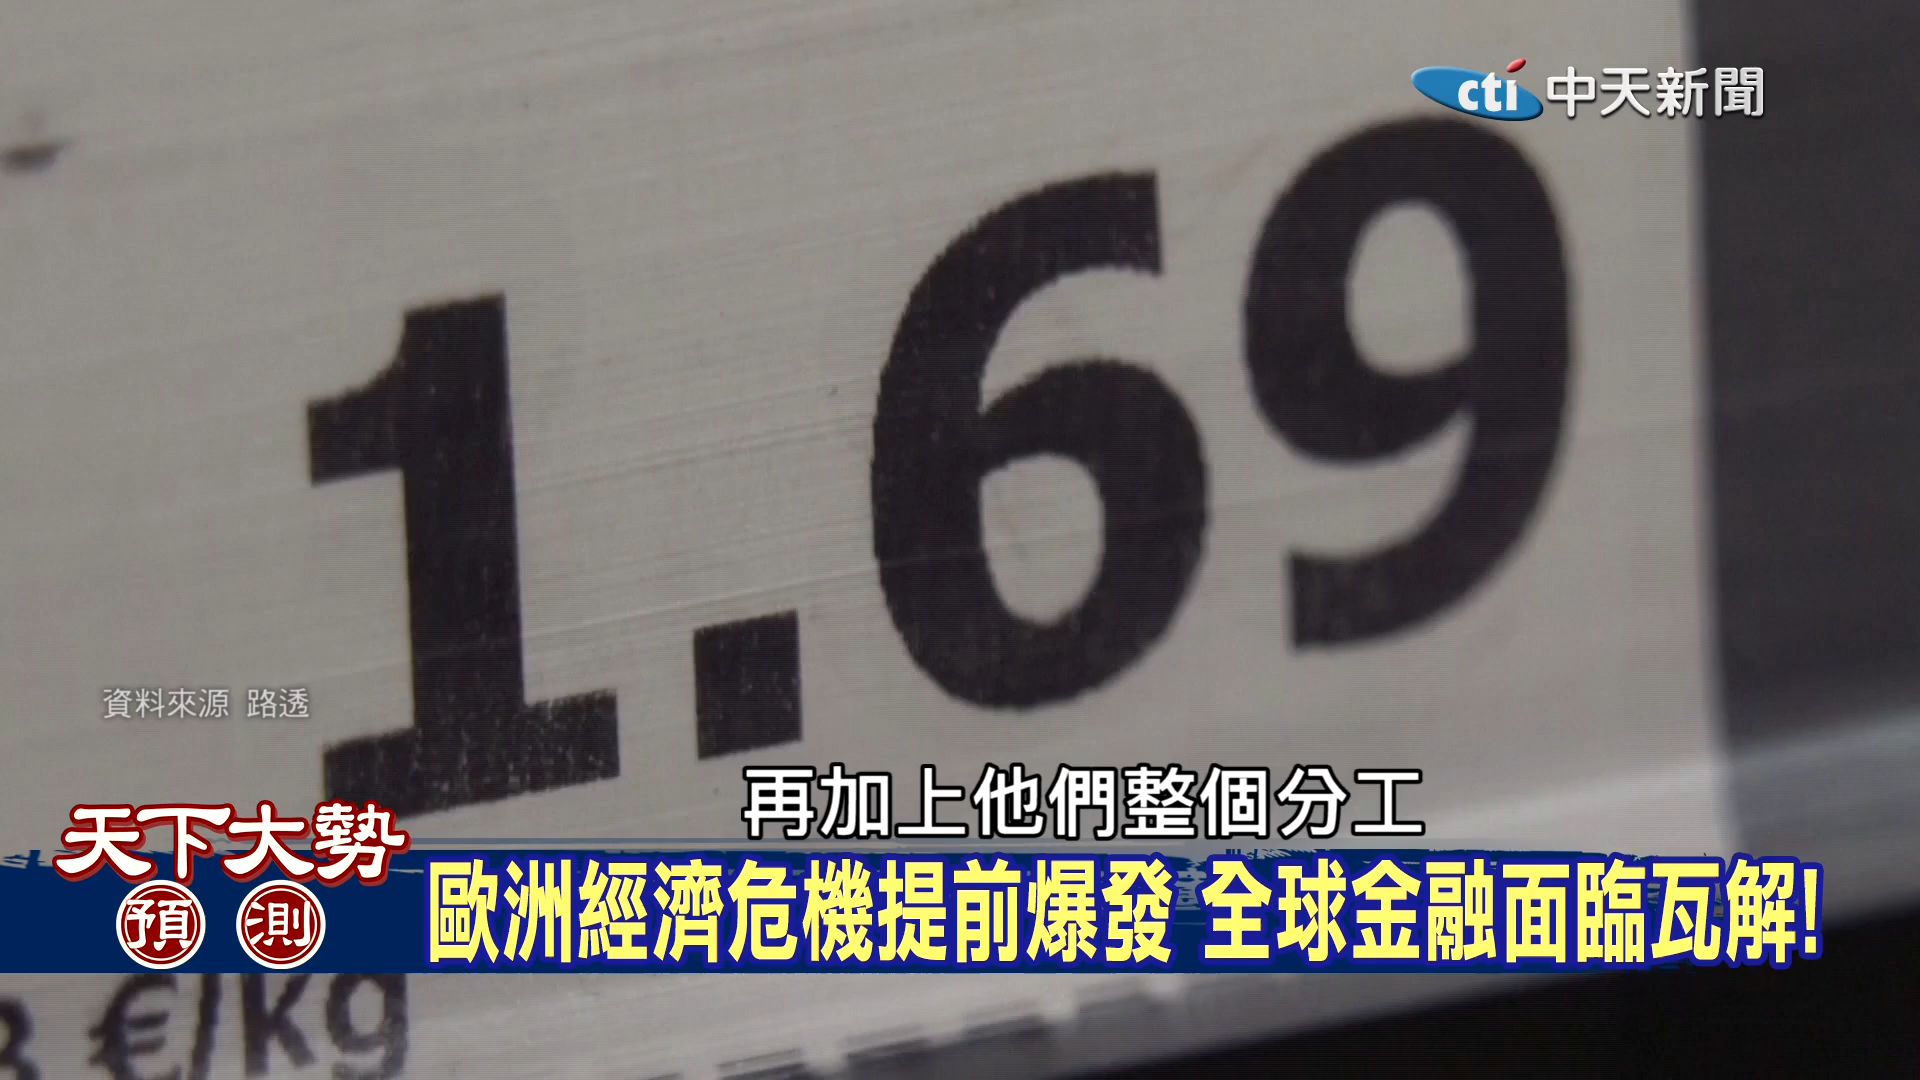 cti 中天新聞
1.69
資料來源 路透
再加上他們整個分工
天下大勢
預測
歐洲經濟危機提前爆發 全球金融面臨瓦解!
€/kg